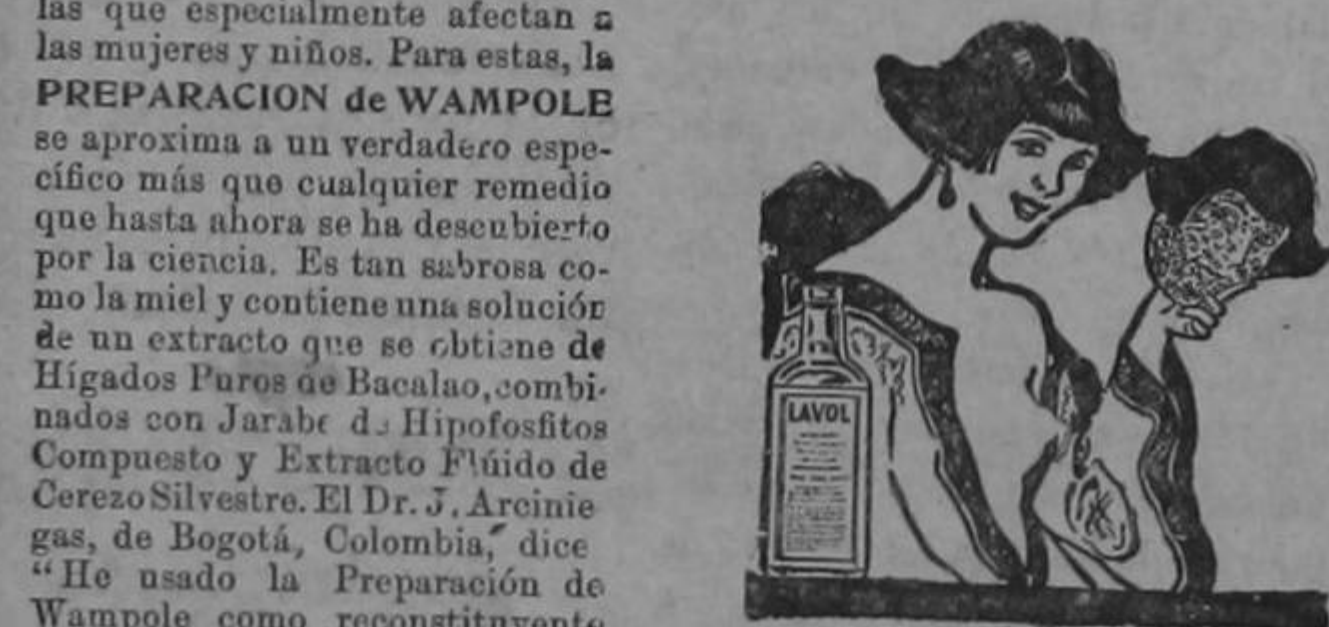 las que especialmente afectan a
las mujeres y niños. Para estas, la
PREPARACION de WAMPOLE
se aproxima a un verdadero espe-
cífico más que cualquier remedio
que hasta ahora se ha descubierto
por la ciencia. Es tan sabrosa co-
mo la miel y contiene una solución
de un extracto que se obtiene de
Hígados Puros de Bacalao, combi-
nados con Jarabe de Hipofosfitos
Compuesto y Extracto Flúido de
Cerezo Silvestre. El Dr. J. Arcinie
gas, de Bogotá, Colombia, dice
“He usado la Preparación de
Wampole como reconstituyente
LAVOL